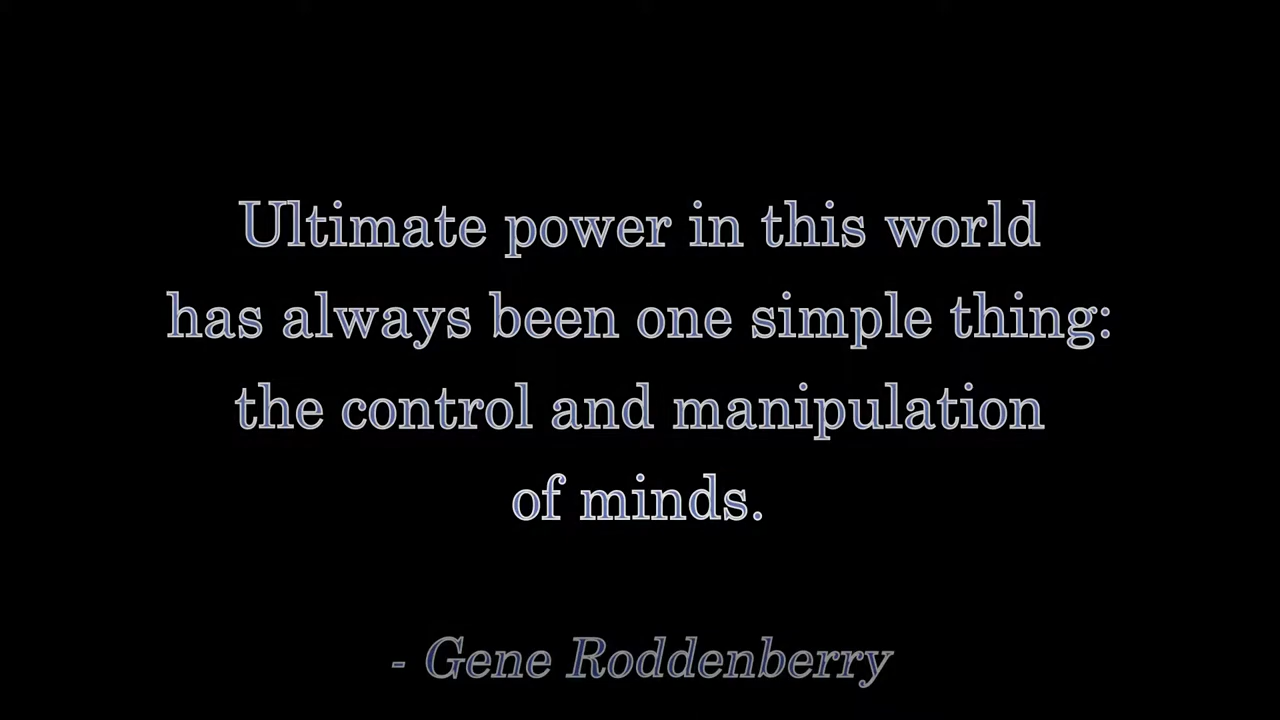 Ultimate power in this world
has always been one simple thing:
the control and manipulation
of minds.
- Gene Roddenberry